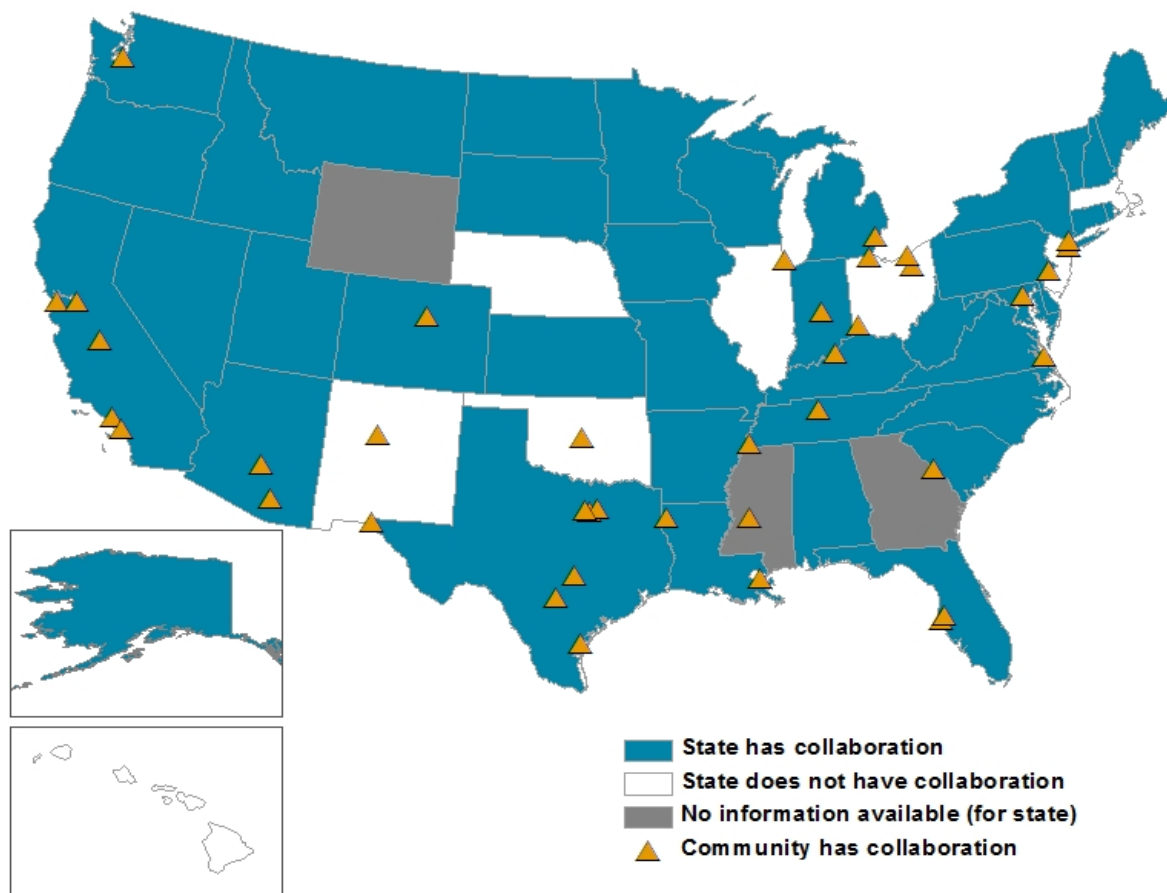 State has collaboration
State does not have collaboration
No information available (for state)
Community has collaboration